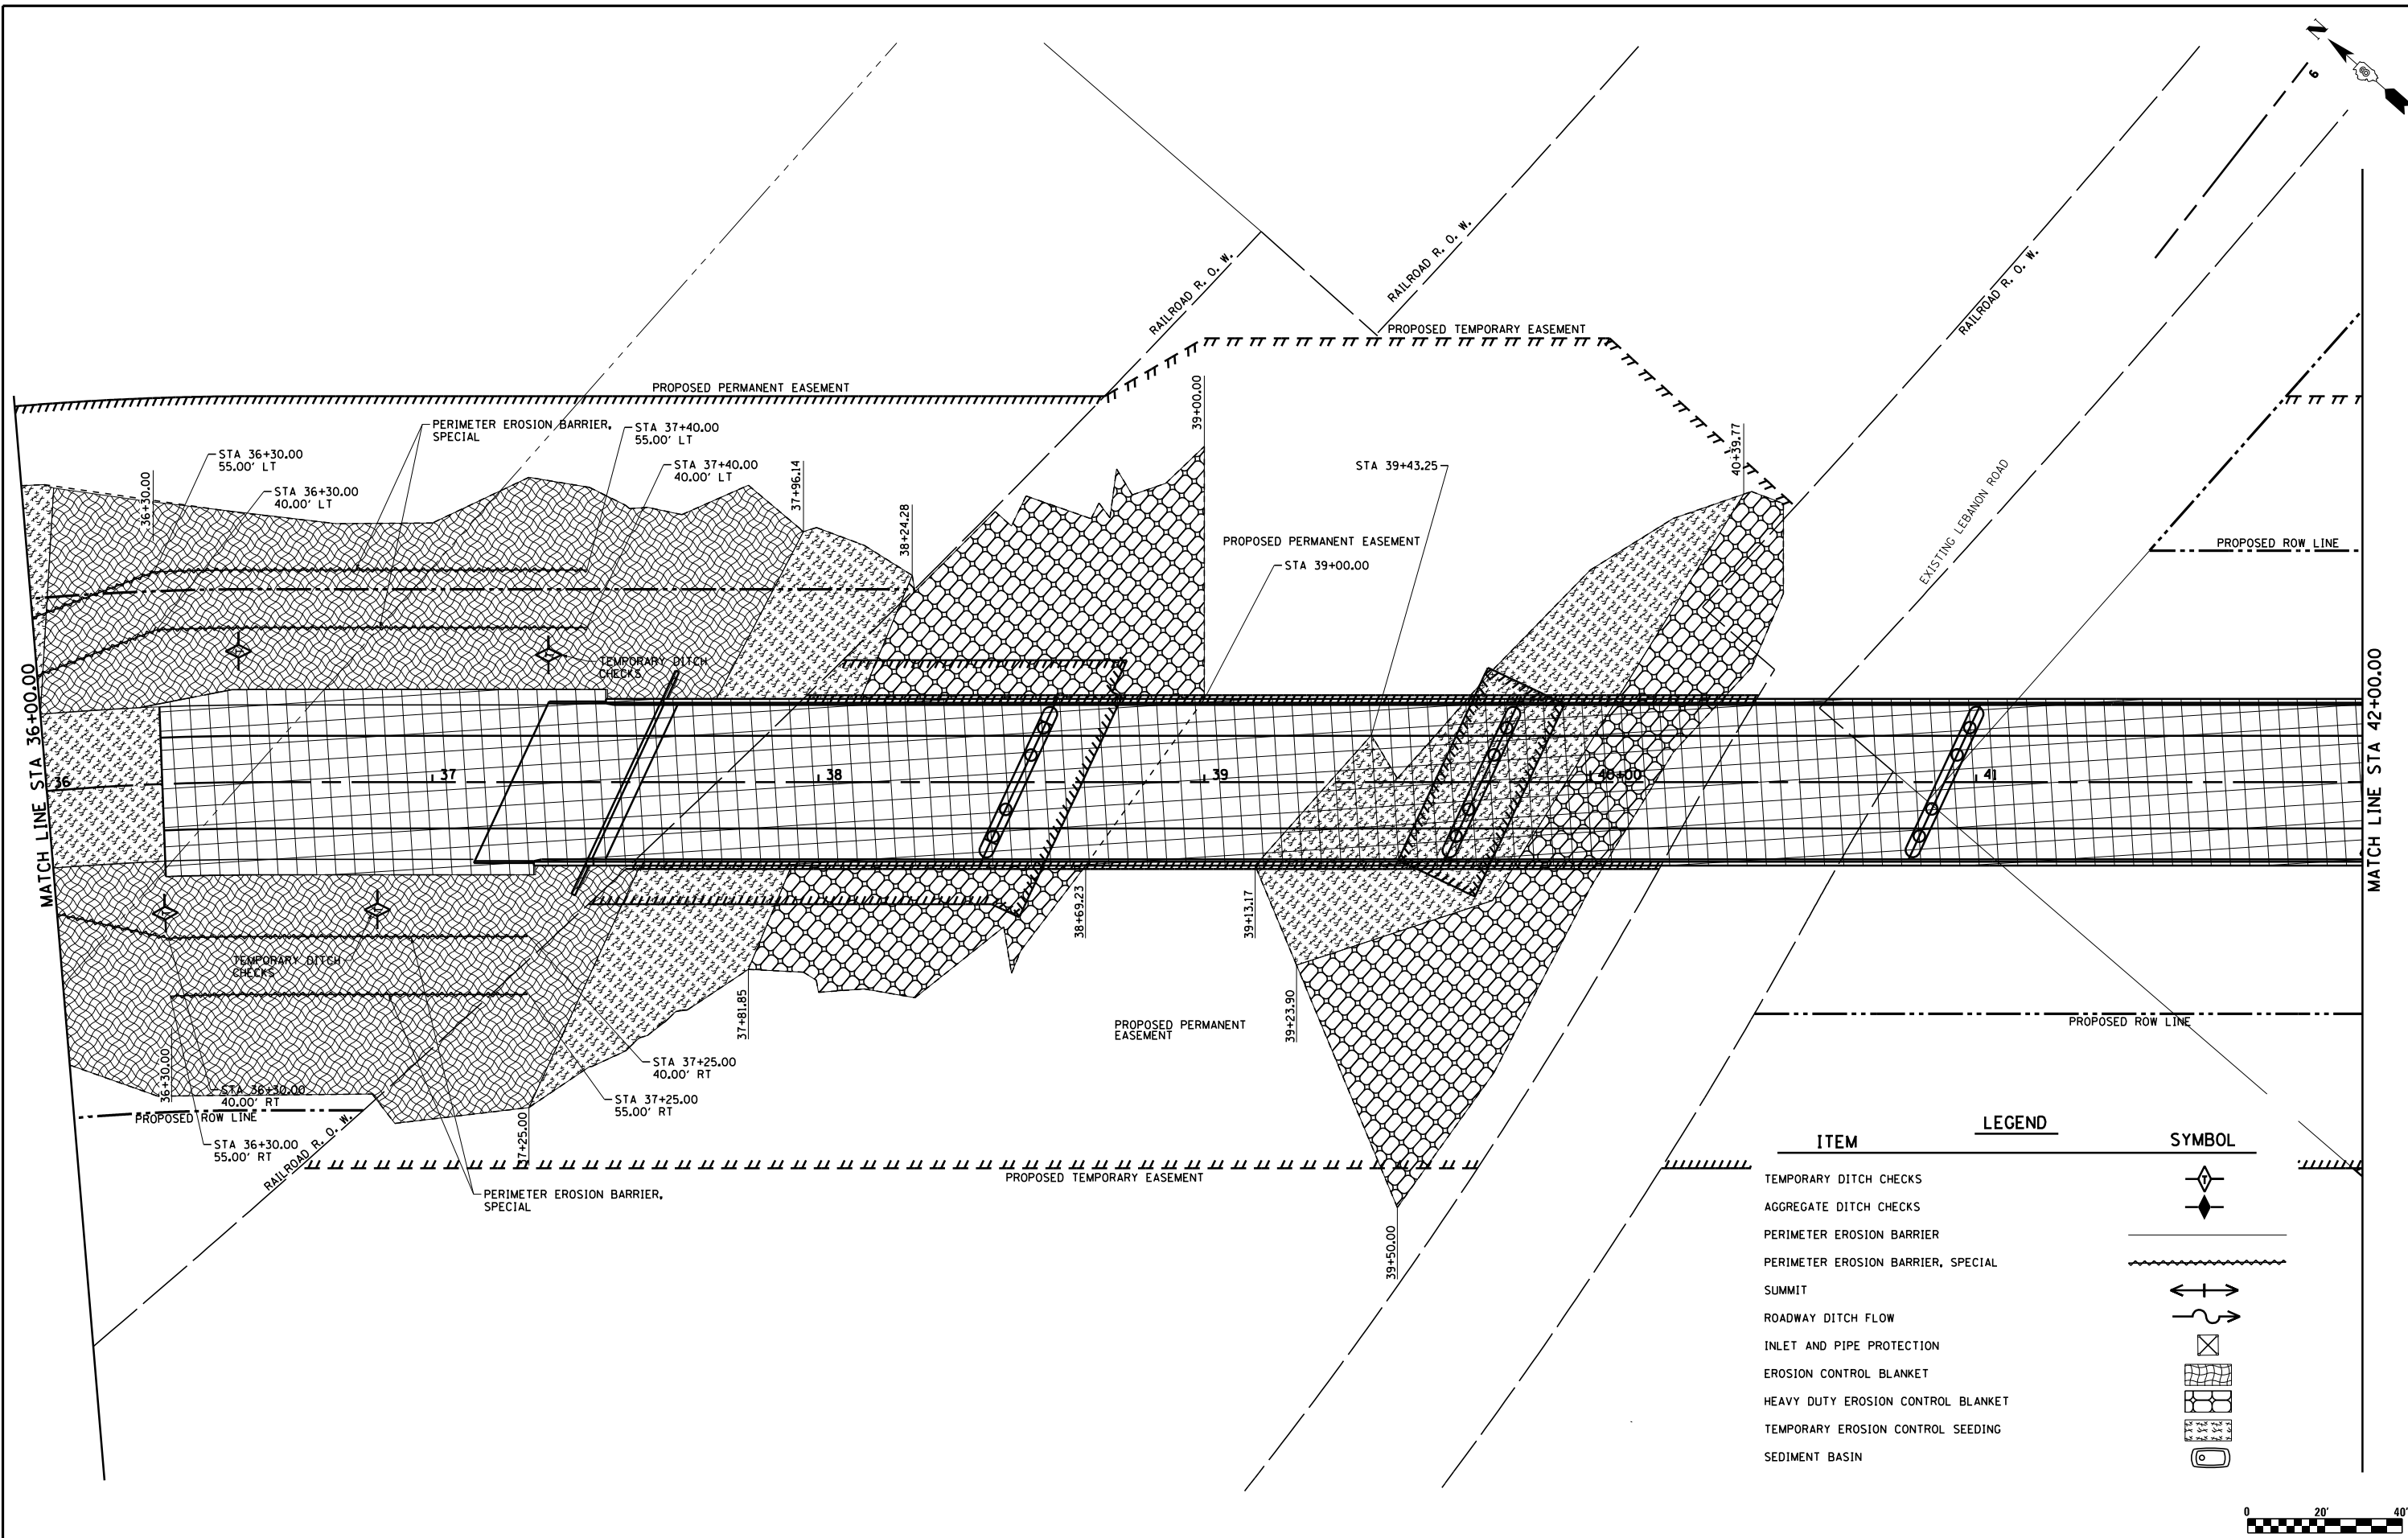 N
6
RAILROAD R. O. W.
RAILROAD R. O. W.
RAILROAD R. O. W.
PROPOSED TEMPORARY EASEMENT
PROPOSED PERMANENT EASEMENT
39+00.00
PERIMETER EROSION BARRIER,
SPECIAL
STA 37+40.00
55.00' LT
STA 36+30.00
55.00' LT
STA 37+40.00
40.00' LT
STA 36+30.00
40.00' LT
36+30.00
37+96.14
38+24.28
STA 39+43.25
40+39.77
EXISTING LEBANON ROAD
PROPOSED PERMANENT EASEMENT
STA 39+00.00
PROPOSED ROW LINE
TEMPORARY DITCH
CHECKS
MATCH LINE STA 36+00.00
36
37
38
39
40+00
41
MATCH LINE STA 42+00.00
38+69.23
39+13.17
TEMPORARY DITCH
CHECKS
37+81.85
39+23.90
PROPOSED PERMANENT
EASEMENT
PROPOSED ROW LINE
STA 37+25.00
40.00' RT
36+30.00
STA 36+30.00
40.00' RT
STA 37+25.00
55.00' RT
PROPOSED ROW LINE
37+25.00
STA 36+30.00
55.00' RT
RAILROAD R. O. W.
PROPOSED TEMPORARY EASEMENT
PERIMETER EROSION BARRIER,
SPECIAL
39+50.00
LEGEND
ITEM SYMBOL
TEMPORARY DITCH CHECKS T
AGGREGATE DITCH CHECKS
PERIMETER EROSION BARRIER
PERIMETER EROSION BARRIER, SPECIAL
SUMMIT
ROADWAY DITCH FLOW
INLET AND PIPE PROTECTION
EROSION CONTROL BLANKET
HEAVY DUTY EROSION CONTROL BLANKET
TEMPORARY EROSION CONTROL SEEDING
SEDIMENT BASIN
0 20' 40'